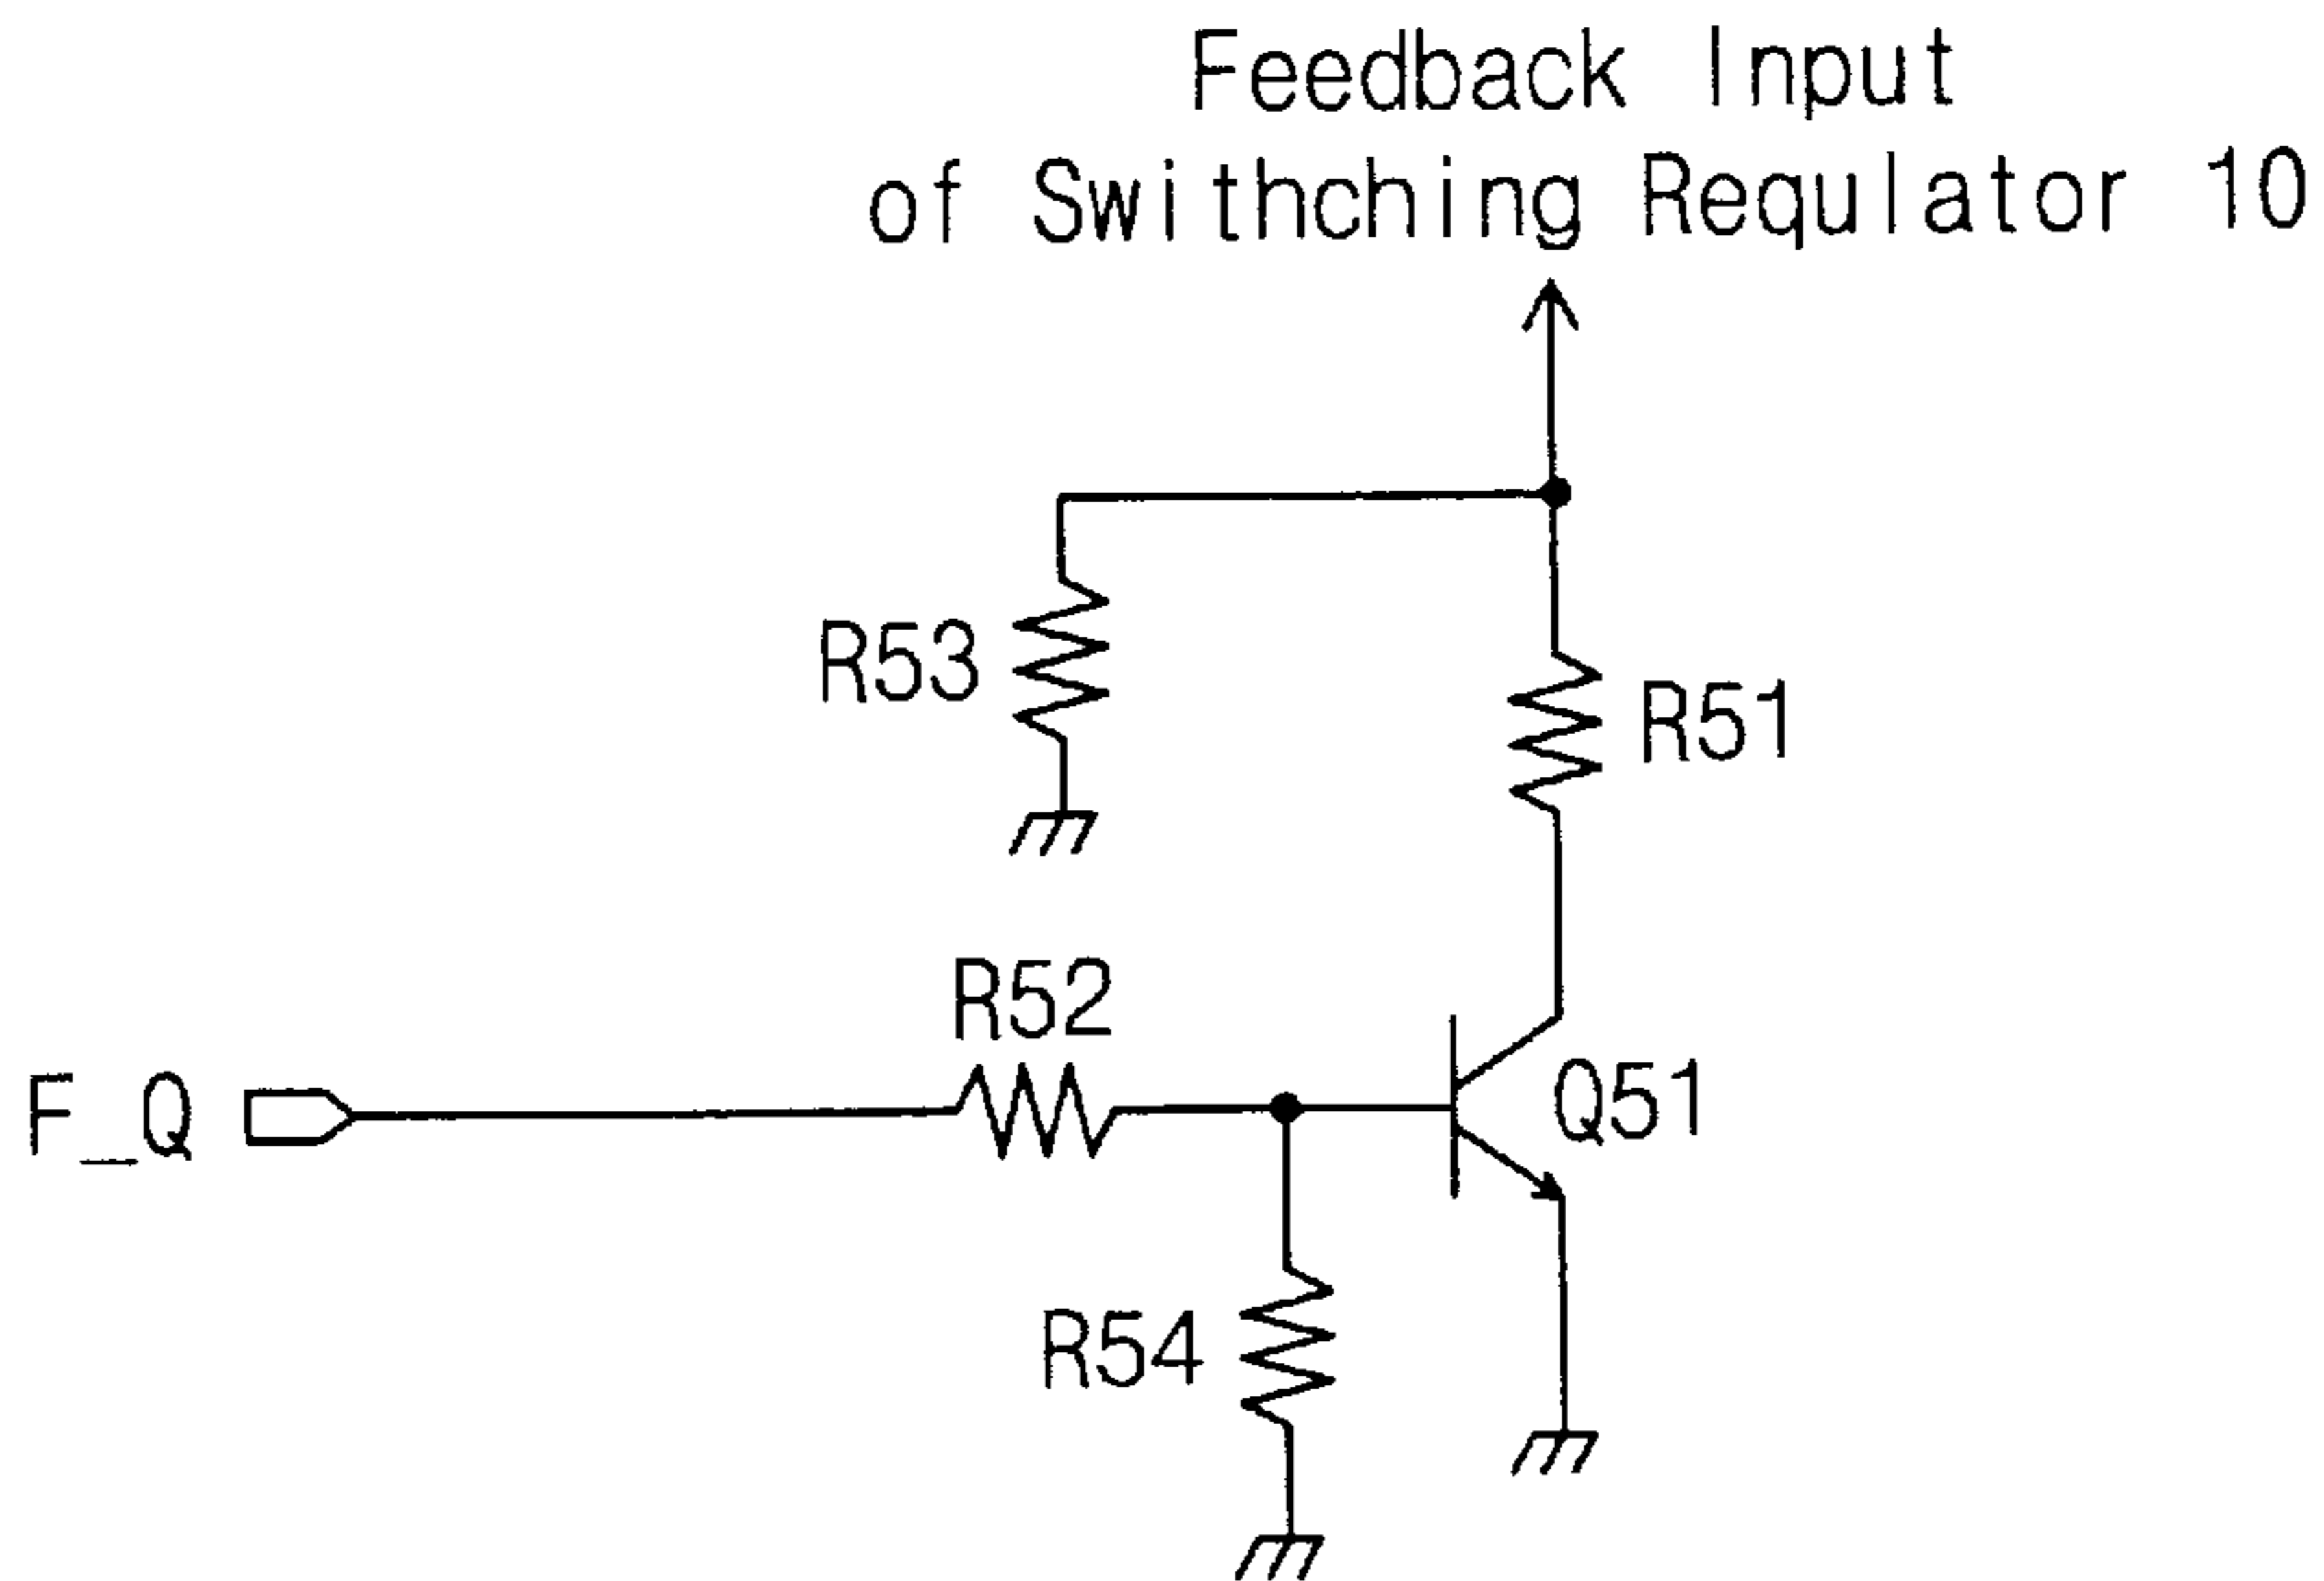 Feedback Input
of Swithching Requlator 10
R53
R51
R52
F_Q
Q51
R54